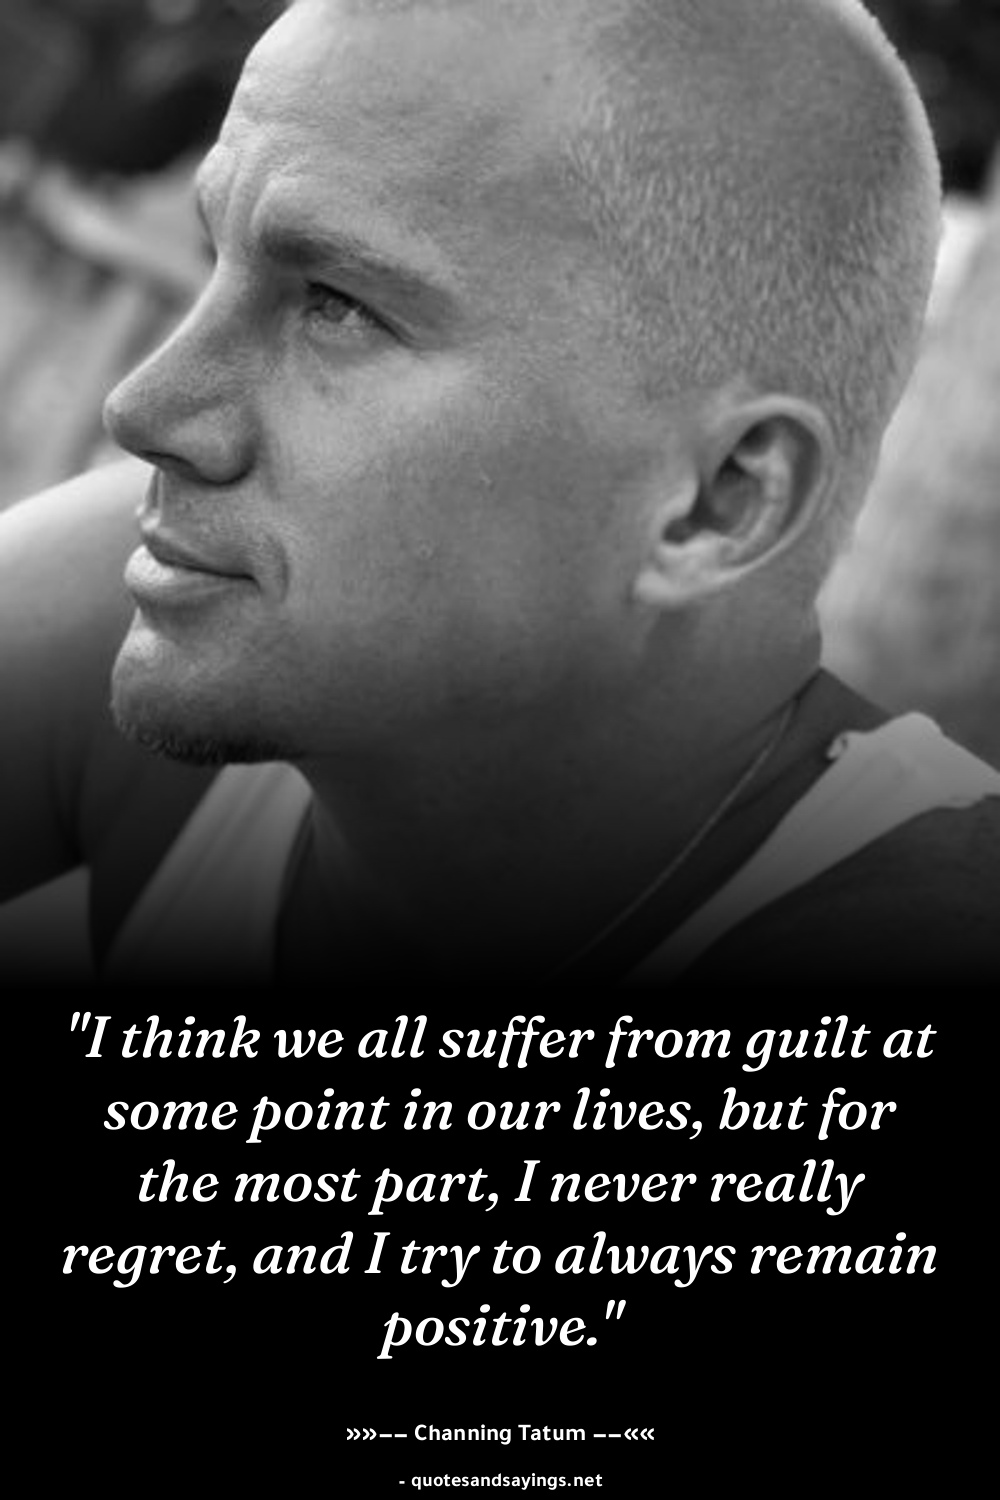 "I think we all suffer from guilt at
some point in our lives, but for
the most part, I never really
regret, and I try to always remain
positive."
»»−− Channing Tatum −−««
- quotesandsayings.net